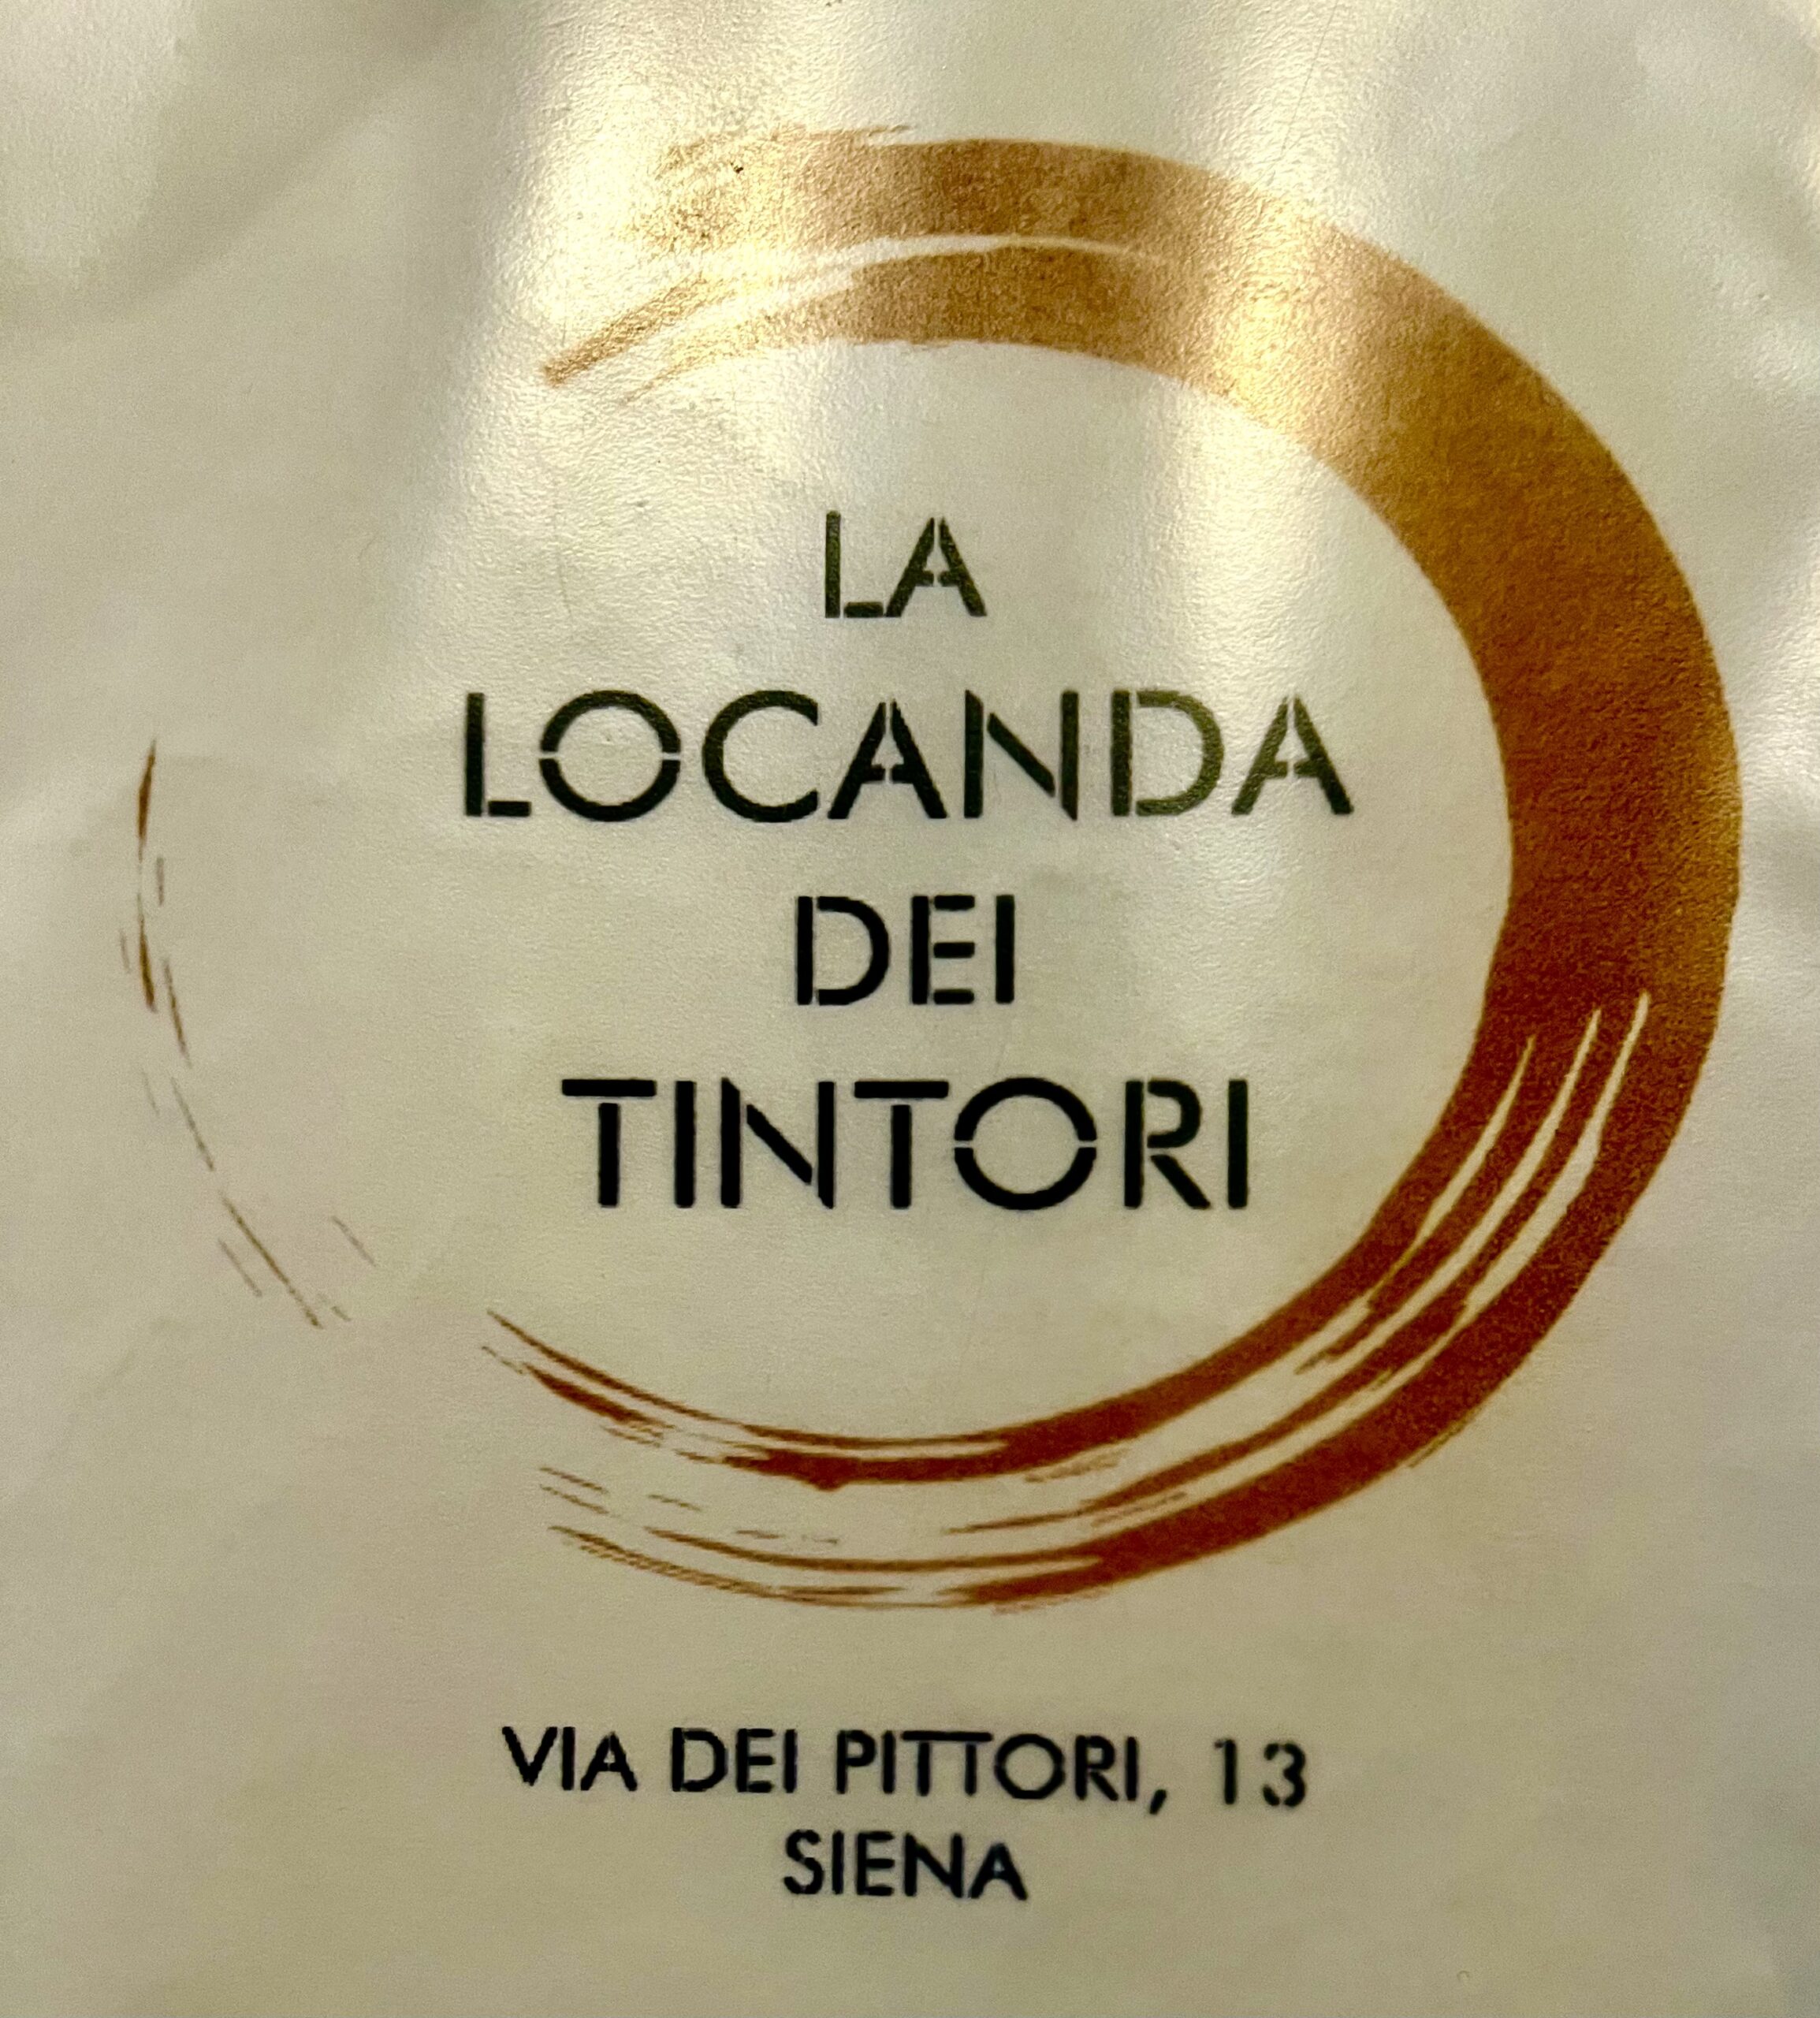 LA
LOCANDA
DEI
TINTORI
VIA DEI PITTORI, 13
SIENA